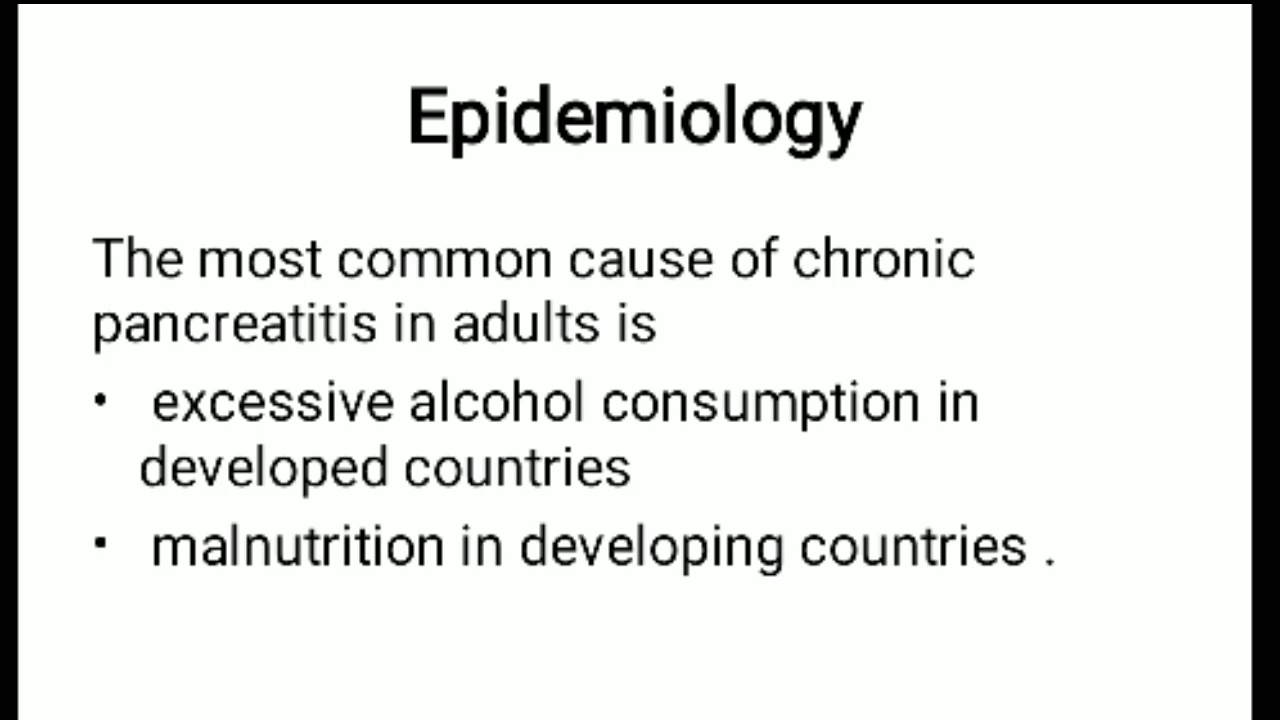 Epidemiology
The most common cause of chronic
pancreatitis in adults is
• excessive alcohol consumption in
developed countries
• malnutrition in developing countries .